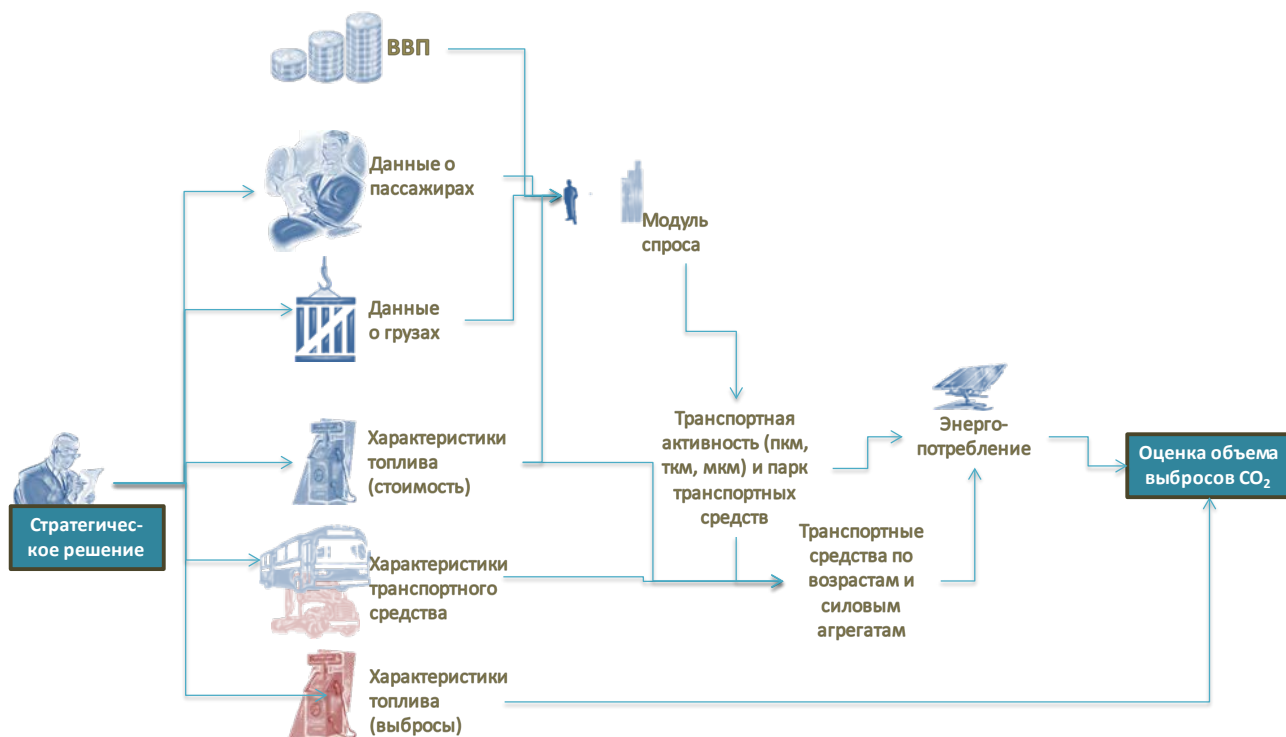 ВВП
Данные о
пассажирах
Модуль
спроса
Данные
о грузах
Характеристики
топлива
(стоимость)
Транспортная
активность (пкм,
ткм, мкм) и парк
транспортных
средств
Энерго-
потребление
Оценка объема
выбросов CO₂
Стратегичес-
кое решение
Характеристики
транспортного
средства
Транспортные
средства по
возрастам и
силовым
агрегатам
Характеристики
топлива
(выбросы)